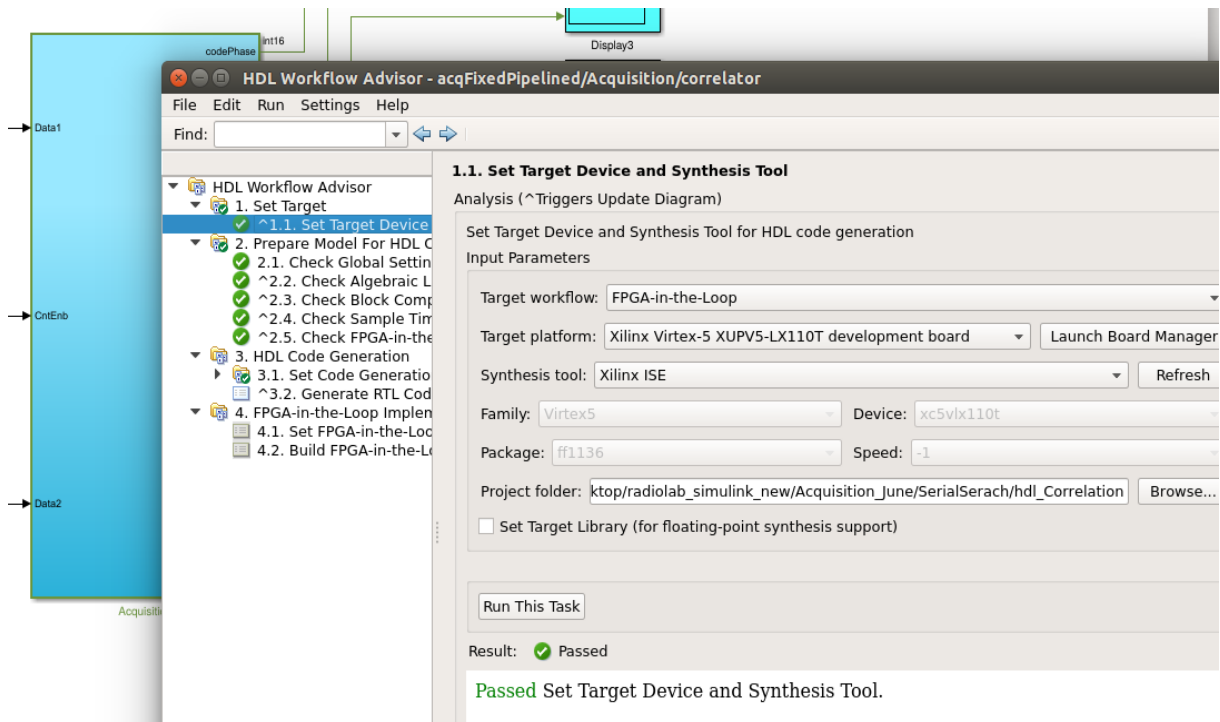 int16
codePhase
Display3
HDL Workflow Advisor - acqFixedPipelined/Acquisition/correlator
File Edit Run Settings Help
Find:
Data1
CntEnb
Data2
Acquisitio
HDL Workflow Advisor
1. Set Target
^1.1. Set Target Device
2. Prepare Model For HDL C
2.1. Check Global Settin
^2.2. Check Algebraic L
^2.3. Check Block Comp
^2.4. Check Sample Tim
^2.5. Check FPGA-in-the
3. HDL Code Generation
3.1. Set Code Generatio
^3.2. Generate RTL Cod
4. FPGA-in-the-Loop Implem
4.1. Set FPGA-in-the-Loo
4.2. Build FPGA-in-the-Lo
1.1. Set Target Device and Synthesis Tool
Analysis (^Triggers Update Diagram)
Set Target Device and Synthesis Tool for HDL code generation
Input Parameters
Target workflow: FPGA-in-the-Loop
Target platform: Xilinx Virtex-5 XUPV5-LX110T development board Launch Board Manager
Synthesis tool: Xilinx ISE Refresh
Family: Virtex5 Device: xc5vlx110t
Package: ff1136 Speed: -1
Project folder: ktop/radiolab_simulink_new/Acquisition_June/SerialSerach/hdl_Correlation Browse...
Set Target Library (for floating-point synthesis support)
Run This Task
Result: Passed
Passed Set Target Device and Synthesis Tool.